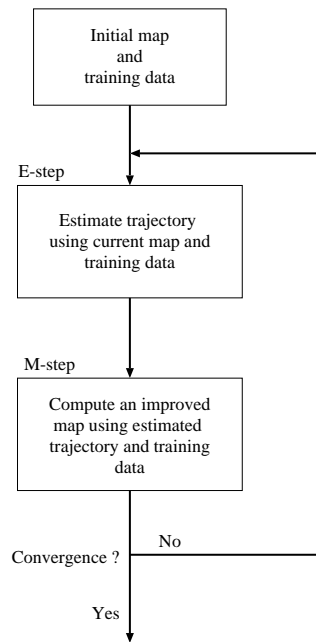 Initial map
and
training data
E-step
Estimate trajectory
using current map and
training data
M-step
Compute an improved
map using estimated
trajectory and training
data
No
Convergence ?
Yes